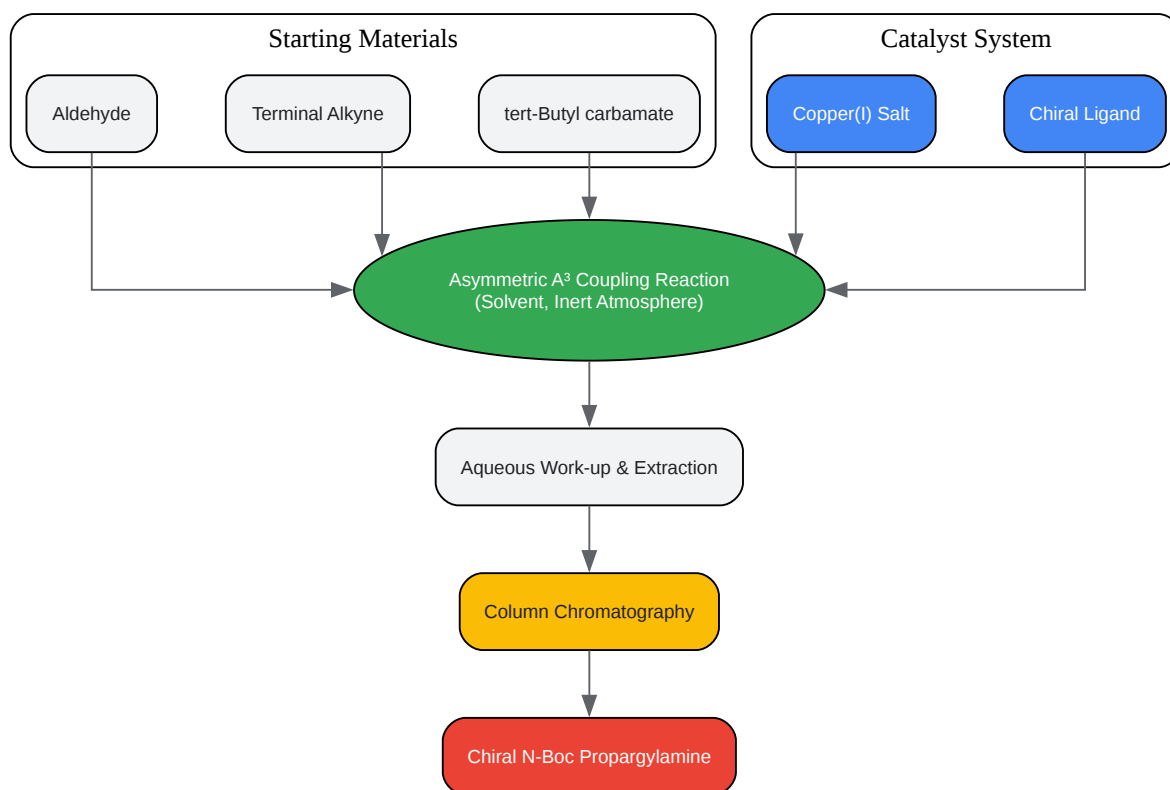 Starting Materials
Catalyst System
Aldehyde
Terminal Alkyne
tert-Butyl carbamate
Copper(I) Salt
Chiral Ligand
Asymmetric A³ Coupling Reaction
(Solvent, Inert Atmosphere)
Aqueous Work-up & Extraction
Column Chromatography
Chiral N-Boc Propargylamine